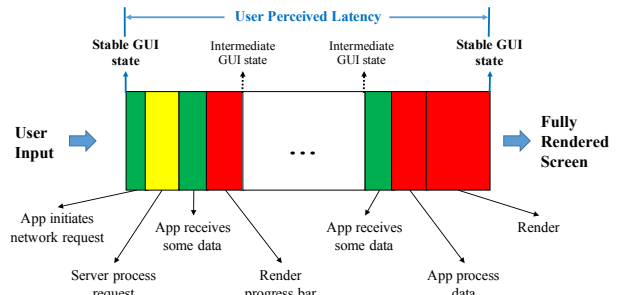 User Perceived Latency
Stable GUI
state
Intermediate
GUI state
Intermediate
GUI state
Stable GUI
state
User
Input
...
Fully
Rendered
Screen
App initiates
network request
App receives
some data
App receives
some data
Render
Server process
request
Render
progress bar
App process
data